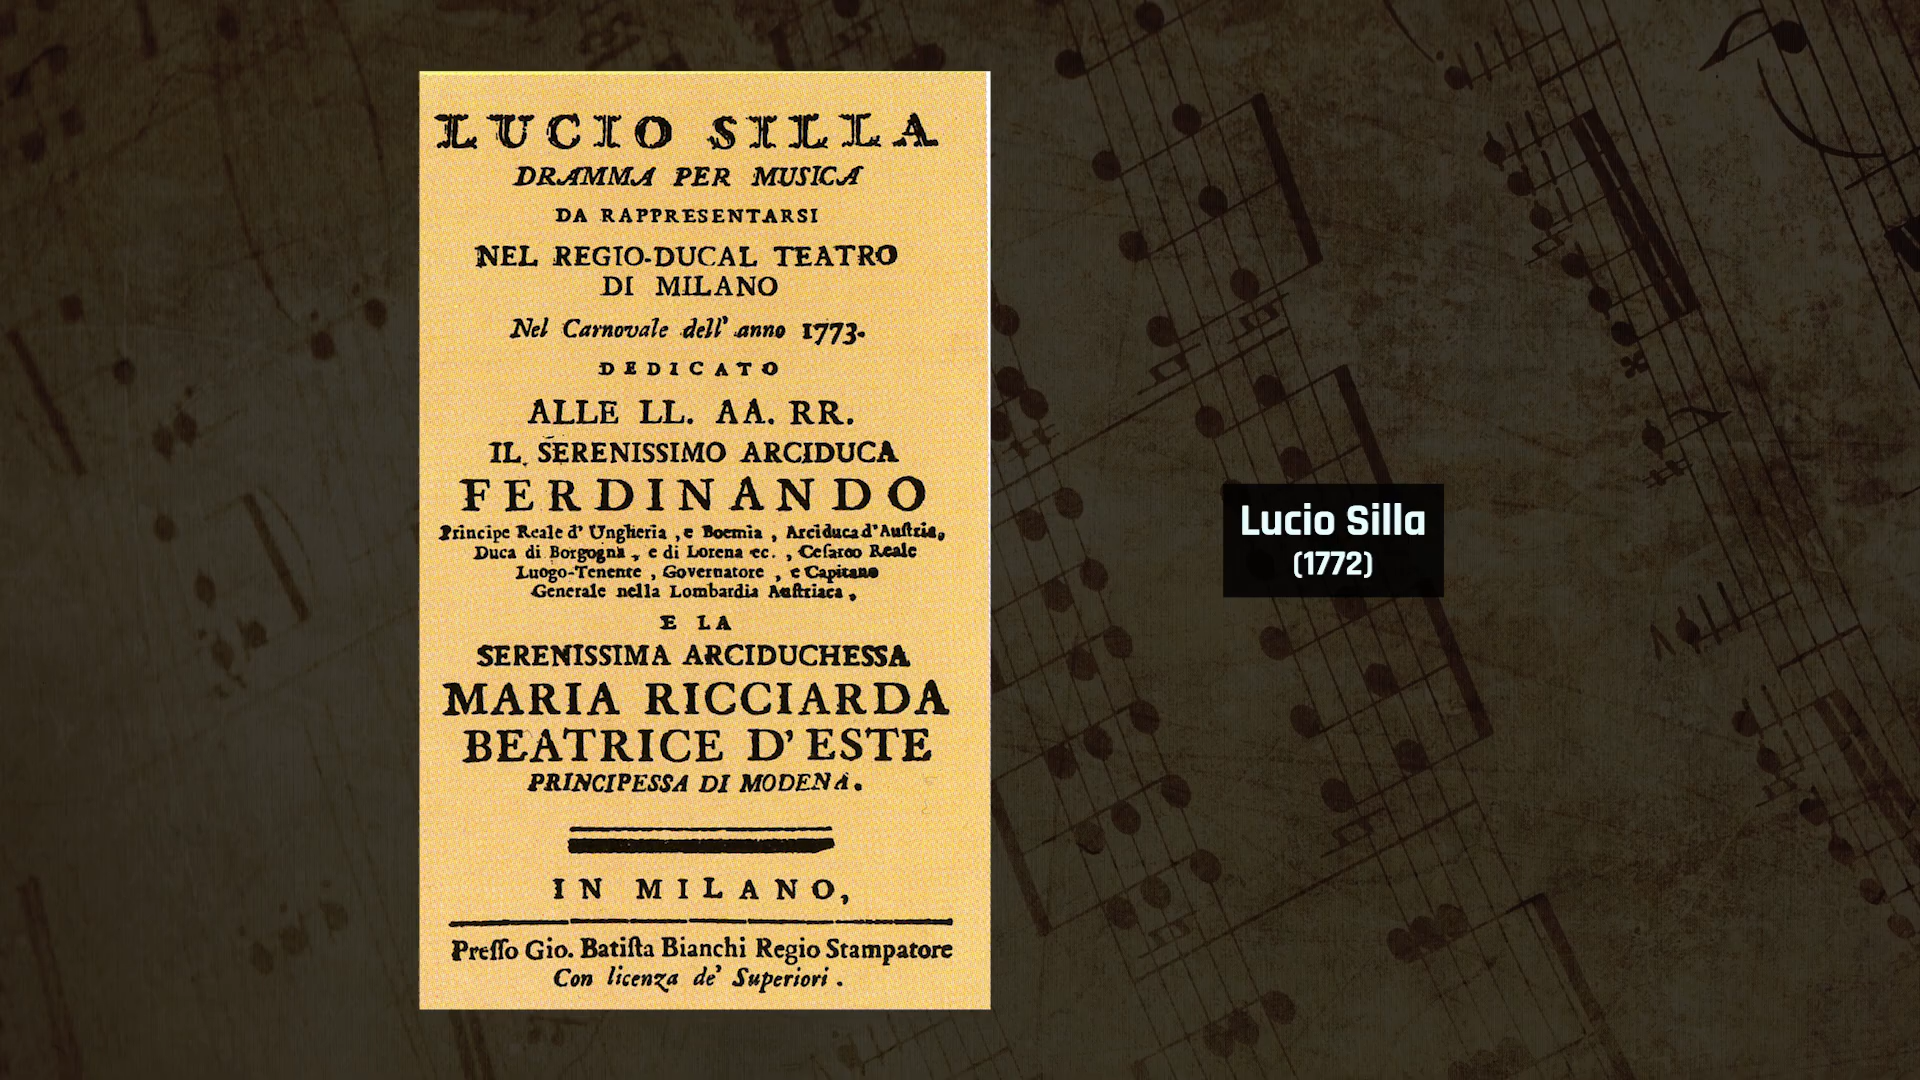 LUCIO SILLA
DRAMMA PER MUSICA
DA RAPPRESENTARSI
NEL REGIO-DUCAL TEATRO
DI MILANO
Nel Carnovale dell' anno 1773.
DEDICATO
ALLE LL. AA. RR.
IL SERENISSIMO ARCIDUCA
FERDINANDO
Principe Reale d' Ungheria , e Boemia , Arciduca d' Auſtria,
Duca di Borgogna , e di Lorena ec. , Ceſareo Reale
Luogo-Tenente , Governatore , e Capitano
Generale nella Lombardia Auſtriaca ,
E LA
SERENISSIMA ARCIDUCHESSA
MARIA RICCIARDA
BEATRICE D' ESTE
PRINCIPESSA DI MODENA.
IN MILANO,
Preſſo Gio. Batiſta Bianchi Regio Stampatore
Con licenza de' Superiori .
Lucio Silla
(1772)